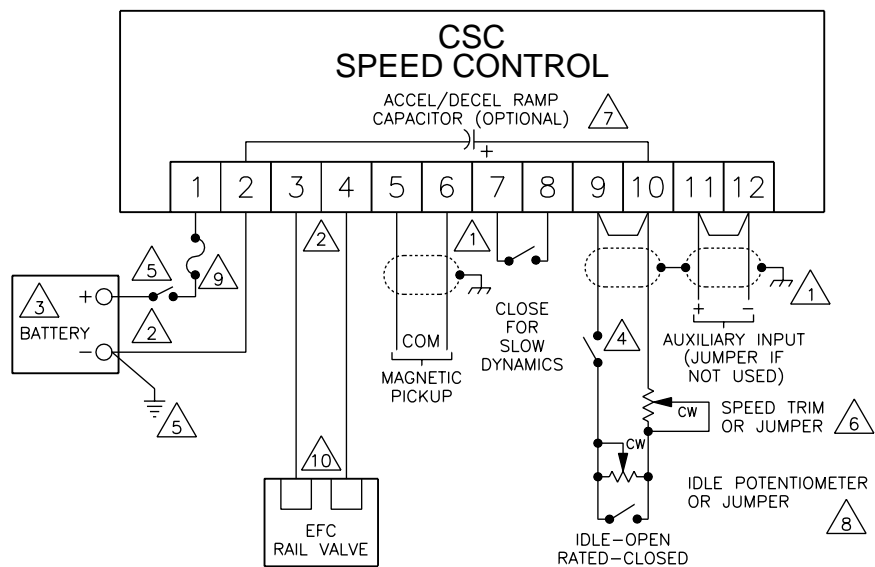 CSC
SPEED CONTROL
ACCEL/DECEL RAMP
CAPACITOR (OPTIONAL)
7
+
1 2 3 4 5 6 7 8 9 10 11 12
2
1
5
9
3
+
BATTERY
2
-
5
4
1
+ -
COM
MAGNETIC
PICKUP
CLOSE
FOR
SLOW
DYNAMICS
AUXILIARY INPUT
(JUMPER IF
NOT USED)
CW
SPEED TRIM
OR JUMPER
6
CW
IDLE POTENTIOMETER
OR JUMPER
8
10
EFC
RAIL VALVE
IDLE-OPEN
RATED-CLOSED